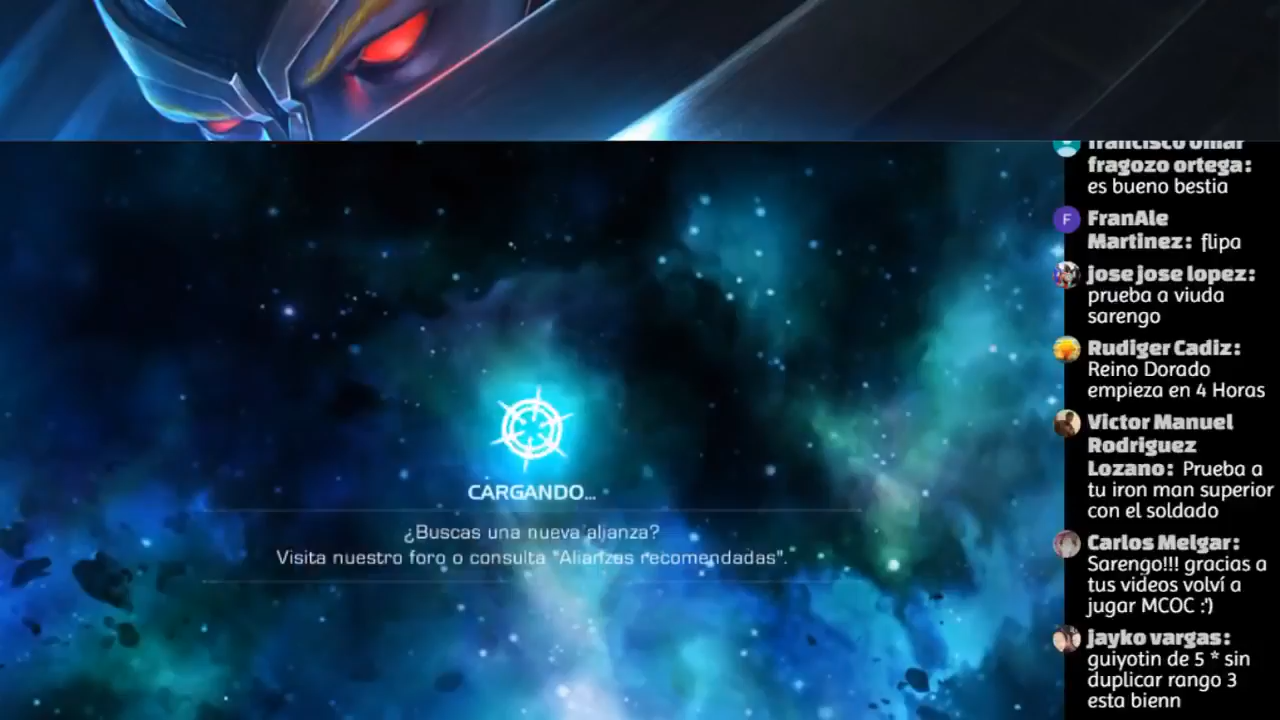 CARGANDO...
¿Buscas una nueva alianza?
Visita nuestro foro o consulta "Alianzas recomendadas".
francisco omar
fragozo ortega:
es bueno bestia
F
FranAle
Martinez: flipa
jose jose lopez:
prueba a viuda
sarengo
Rudiger Cadiz:
Reino Dorado
empieza en 4 Horas
Victor Manuel
Rodriguez
Lozano: Prueba a
tu iron man superior
con el soldado
Carlos Melgar:
Sarengo!!! gracias a
tus videos volví a
jugar MCOC :')
jayko vargas:
guiyotin de 5 * sin
duplicar rango 3
esta bienn